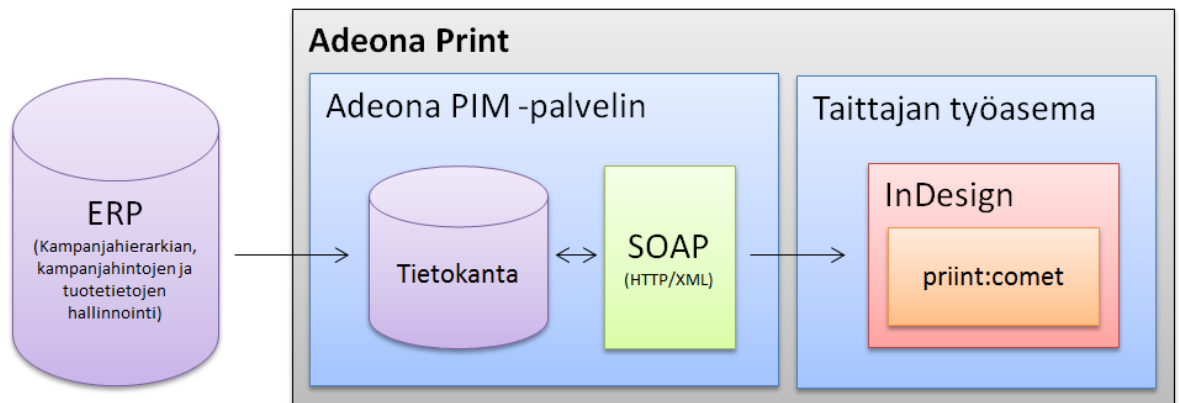 Adeona Print
Adeona PIM -palvelin
Taittajan työasema
ERP
(Kampanjahierarkian,
kampanjahintojen ja
tuotetietojen
hallinnointi)
Tietokanta
SOAP
(HTTP/XML)
InDesign
priint:comet